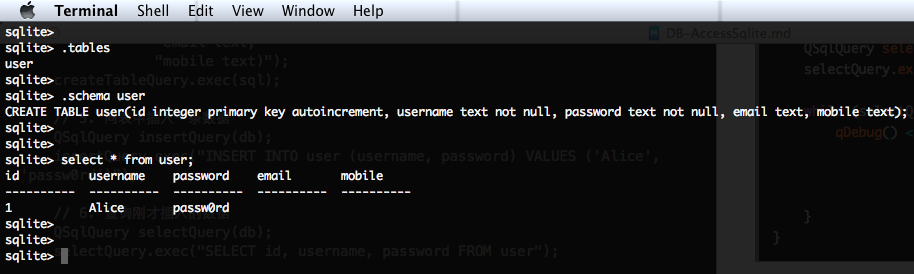 Terminal Shell Edit View Window Help
sqlite>
sqlite> .tables
"email text,
DB-AccessSqlite.md
user
"mobile text)");
QSqlQuery sele
sqlite>
createTableQuery.exec(sql);
selectQuery.ex
sqlite> .schema user
CREATE TABLE user(id integer primary key autoincrement, username text not null, password text not null, email text, mobile text);
sqlite>
QSqlQuery insertQuery(db);
qDebug() <
sqlite>
sqlite> select * from user;
("INSERT INTO user (username, password) VALUES ('Alice',
id username password email mobile
---------- ---------- ---------- ---------- ----------
1 Alice passw0rd
sqlite>
QSqlQuery selectQuery(db);
}
sqlite>
}
sqlite>
selectQuery.exec("SELECT id, username, password FROM user");